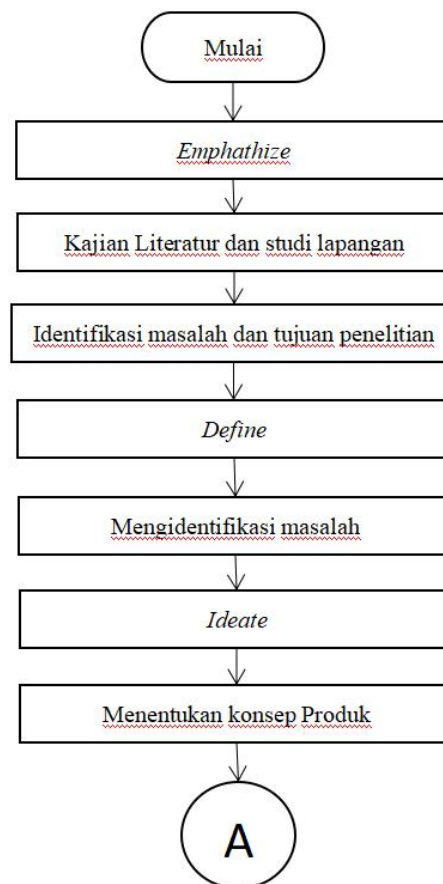 Mulai
Emphathize
Kajian Literatur dan studi lapangan
Identifikasi masalah dan tujuan penelitian
Define
Mengidentifikasi masalah
Ideate
Menentukan konsep Produk
A